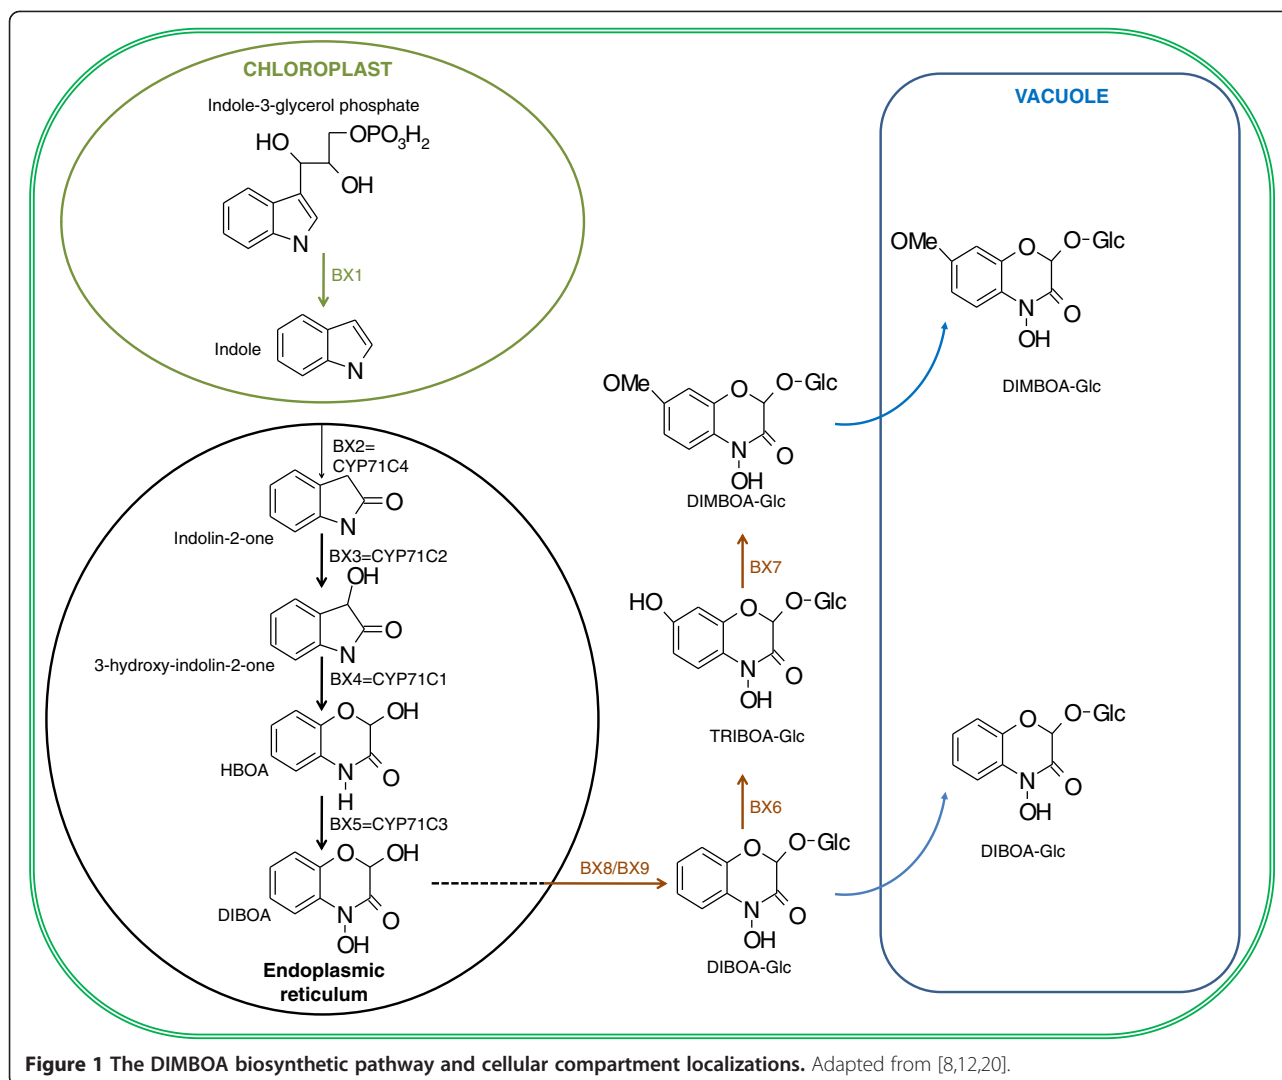 CHLOROPLAST
Indole-3-glycerol phosphate
HO
OPO3H2
OH
N
BX1
Indole
N
BX2=
CYP71C4
O
N
Indolin-2-one
BX3=CYP71C2
OH
O
N
3-hydroxy-indolin-2-one
BX4=CYP71C1
O
OH
N
H
O
HBOA
BX5=CYP71C3
O
OH
N
O
OH
DIBOA
Endoplasmic
reticulum
BX8/BX9
O
O-Glc
N
O
OH
DIBOA-Glc
BX6
HO
O
O-Glc
N
O
OH
TRIBOA-Glc
BX7
OMe
O
O-Glc
N
O
OH
DIMBOA-Glc
VACUOLE
OMe
O
O-Glc
N
O
OH
DIMBOA-Glc
O
O-Glc
N
O
OH
DIBOA-Glc
Figure 1 The DIMBOA biosynthetic pathway and cellular compartment localizations. Adapted from [8,12,20].